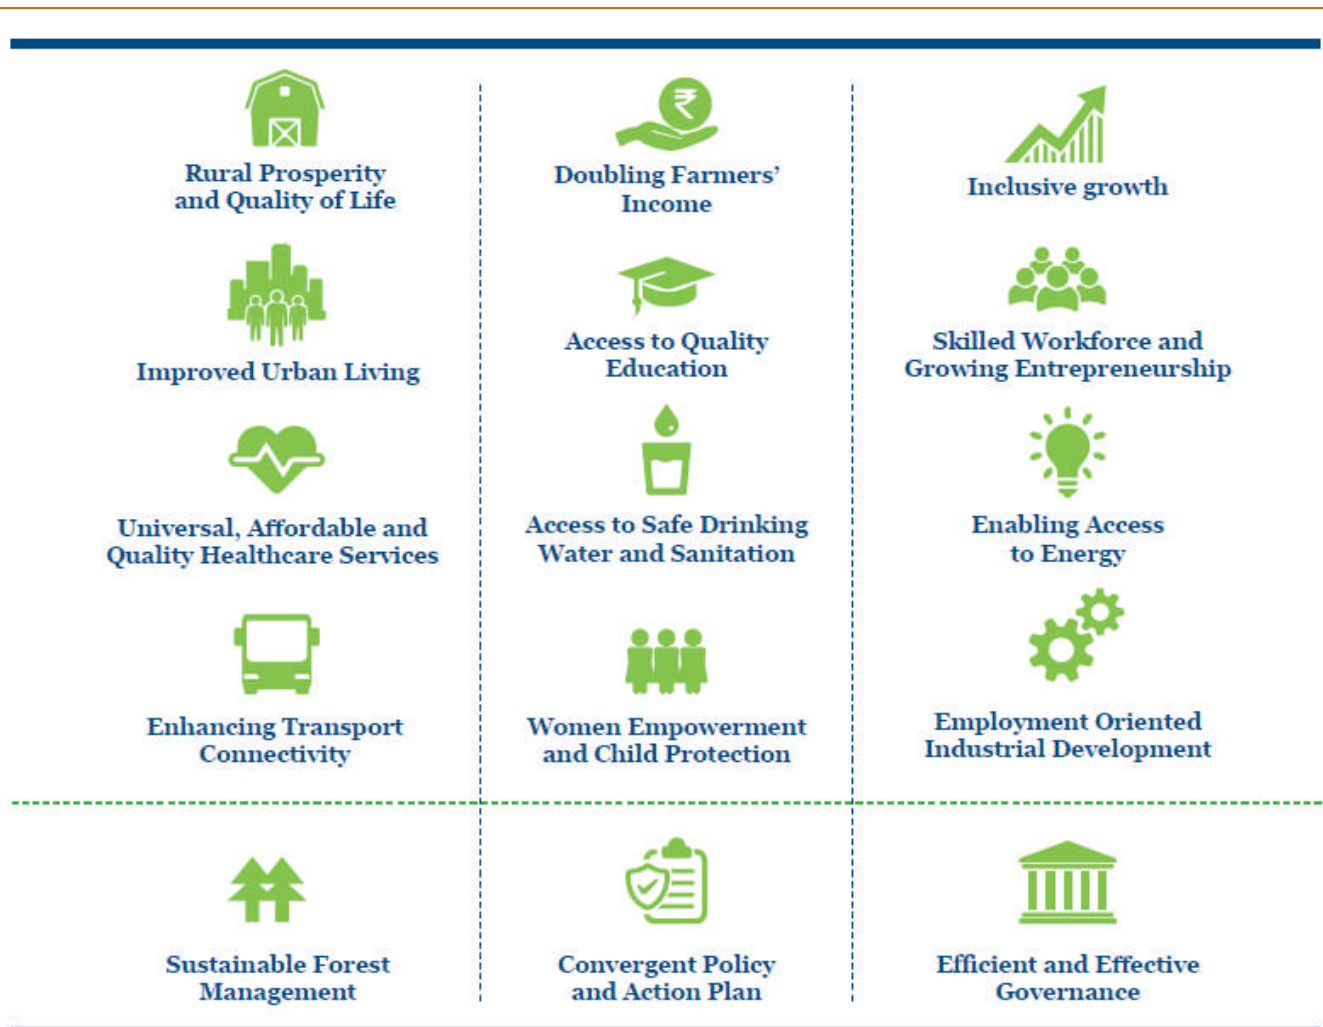 ₹
Rural Prosperity
and Quality of Life
Doubling Farmers’
Income
Inclusive growth
Improved Urban Living
Access to Quality
Education
Skilled Workforce and
Growing Entrepreneurship
Universal, Affordable and
Quality Healthcare Services
Access to Safe Drinking
Water and Sanitation
Enabling Access
to Energy
Enhancing Transport
Connectivity
Women Empowerment
and Child Protection
Employment Oriented
Industrial Development
Sustainable Forest
Management
Convergent Policy
and Action Plan
Efficient and Effective
Governance